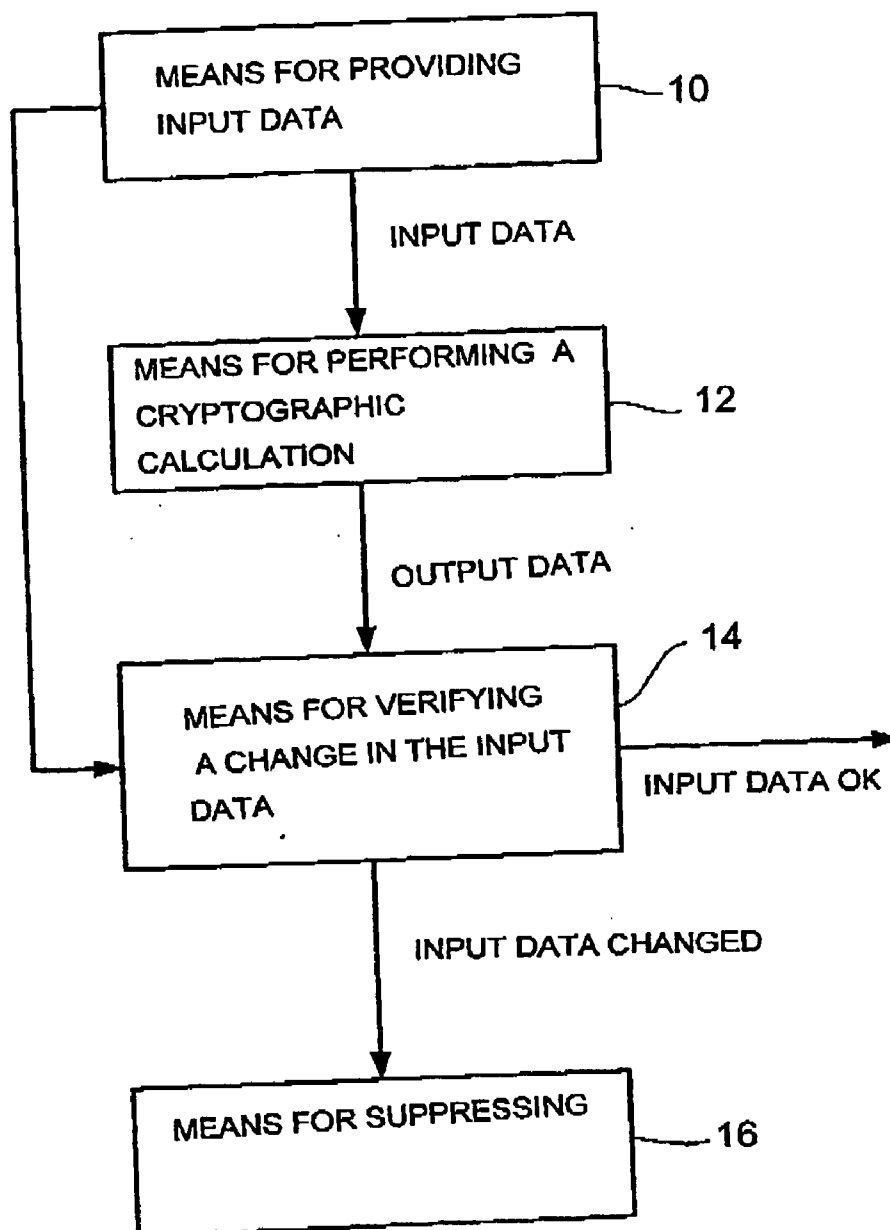 MEANS FOR PROVIDING
INPUT DATA
10
INPUT DATA
MEANS FOR PERFORMING A
CRYPTOGRAPHIC
CALCULATION
12
OUTPUT DATA
14
MEANS FOR VERIFYING
A CHANGE IN THE INPUT
DATA
INPUT DATA OK
INPUT DATA CHANGED
MEANS FOR SUPPRESSING
16